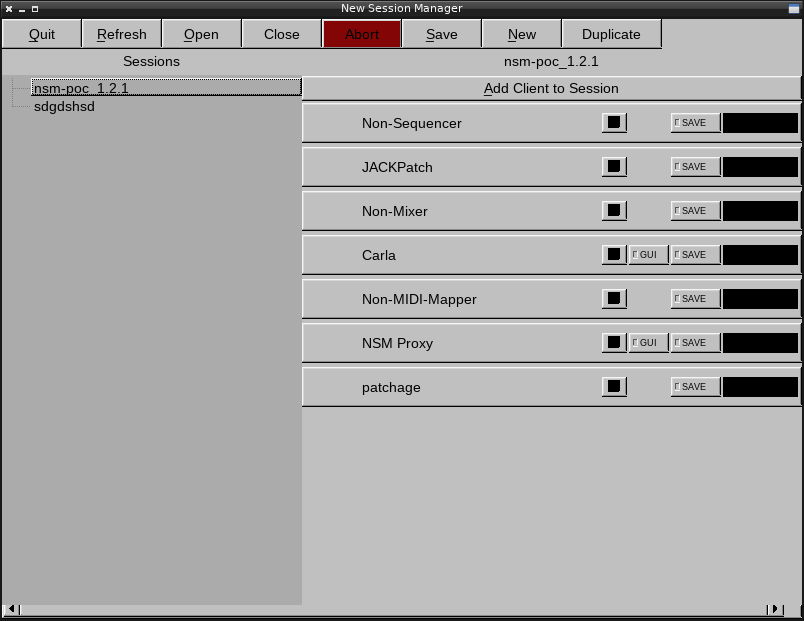 New Session Manager
Quit Refresh Open Close Abort Save New Duplicate
Sessions nsm-poc_1.2.1
nsm-poc_1.2.1 Add Client to Session
sdgdshsd
Non-Sequencer SAVE
JACKPatch SAVE
Non-Mixer SAVE
Carla GUI SAVE
Non-MIDI-Mapper SAVE
NSM Proxy GUI SAVE
patchage SAVE